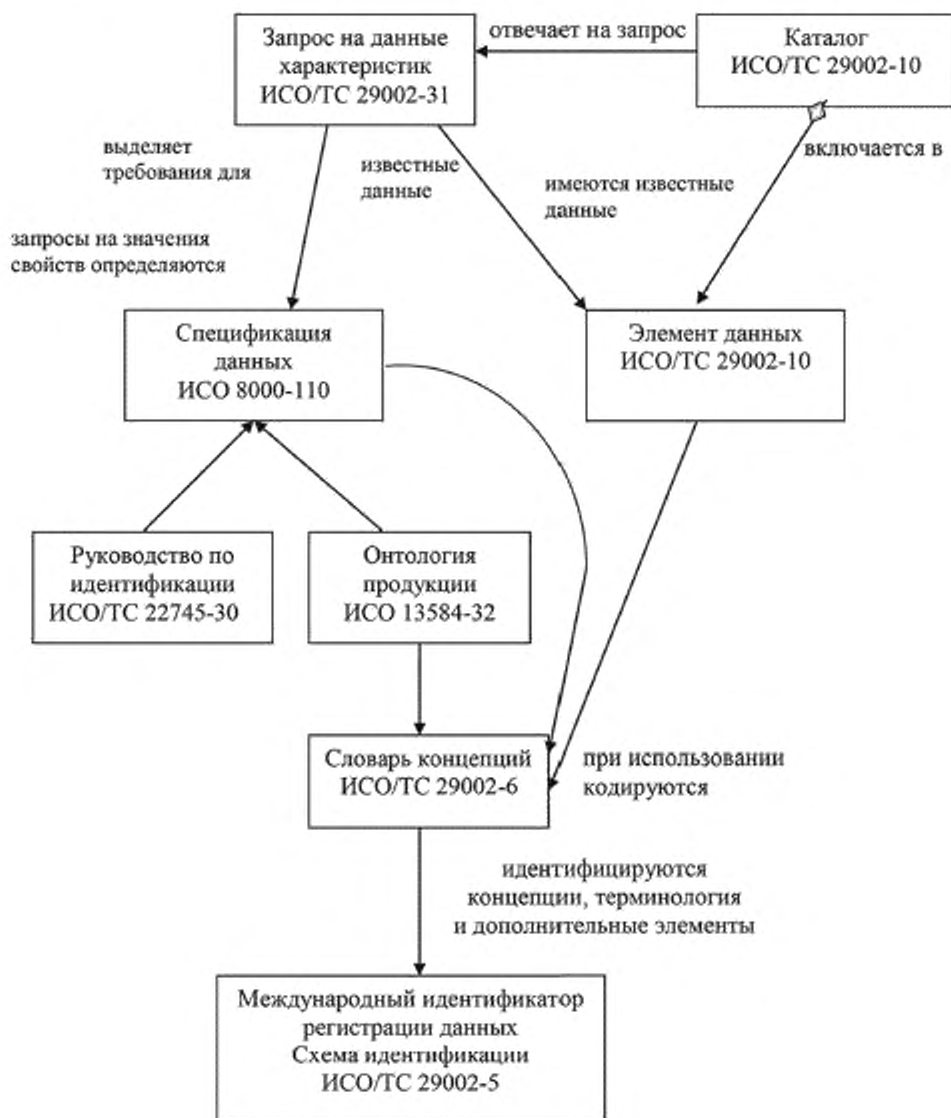 Запрос на данные
характеристик
ИСО/ТС 29002-31
отвечает на запрос
Каталог
ИСО/ТС 29002-10
выделяет
требования для
известные
данные
имеются известные
данные
включается в
запросы на значения
свойств определяются
Спецификация
данных
ИСО 8000-110
Элемент данных
ИСО/ТС 29002-10
Руководство по
идентификации
ИСО/ТС 22745-30
Онтология
продукции
ИСО 13584-32
Словарь концепций
ИСО/ТС 29002-6
при использовании
кодируются
идентифицируются
концепции, терминология
и дополнительные элементы
Международный идентификатор
регистрации данных
Схема идентификации
ИСО/ТС 29002-5